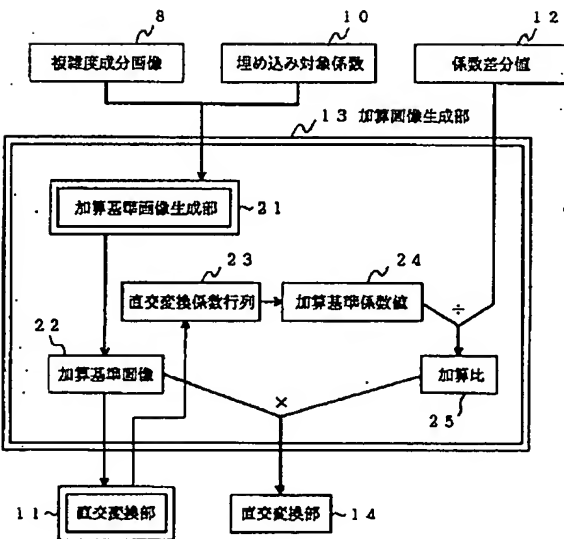 8
10
12
複雑度成分画像
埋め込み対象係数
係数差分値
13 加算画像生成部
加算基準画像生成部
21
23
24
直交変換係数行列
加算基準係数値
÷
22
加算基準画像
加算比
×
25
11
直交変換部
直交変換部
14